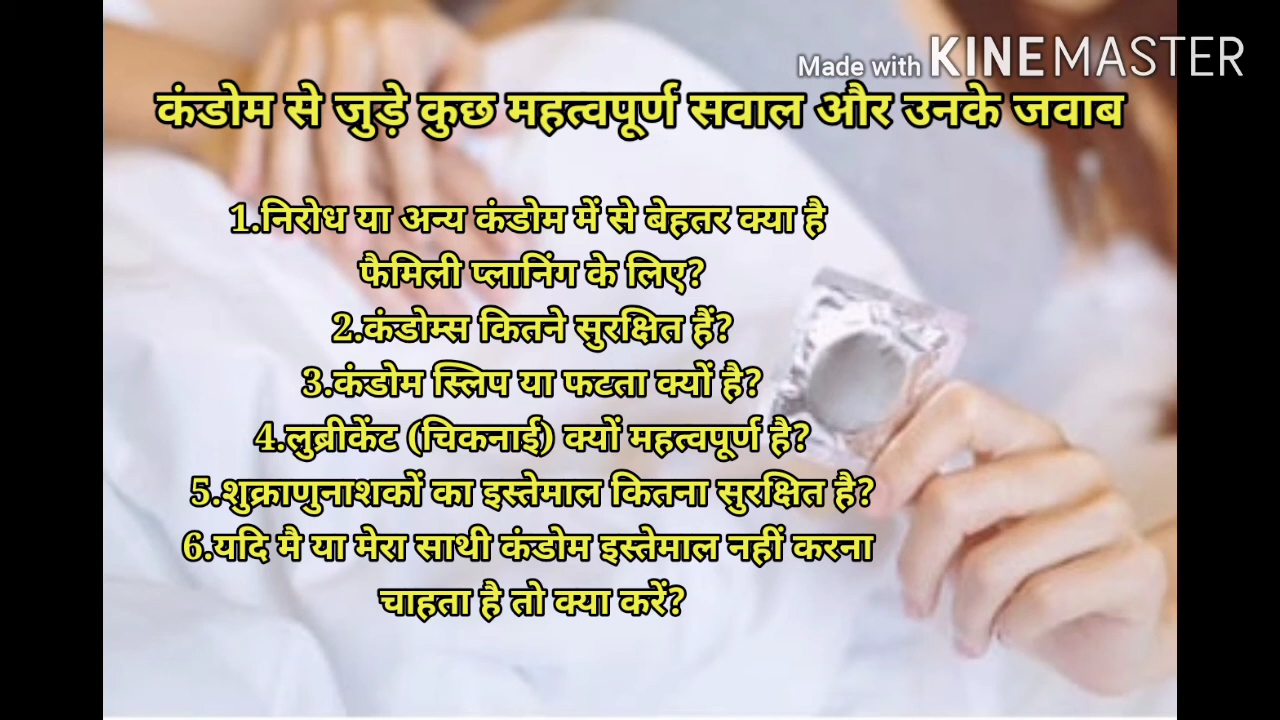 Made with KINEMASTER
कंडोम से जुड़े कुछ महत्वपूर्ण सवाल और उनके जवाब
1.निरोध या अन्य कंडोम में से बेहतर क्या है
फैमिली प्लानिंग के लिए?
2.कंडोम्स कितने सुरक्षित हैं?
3.कंडोम स्लिप या फटता क्यों है?
4.लुब्रीकेंट (चिकनाई) क्यों महत्वपूर्ण है?
5.शुक्राणुनाशकों का इस्तेमाल कितना सुरक्षित है?
6.यदि मै या मेरा साथी कंडोम इस्तेमाल नहीं करना
चाहता है तो क्या करें?